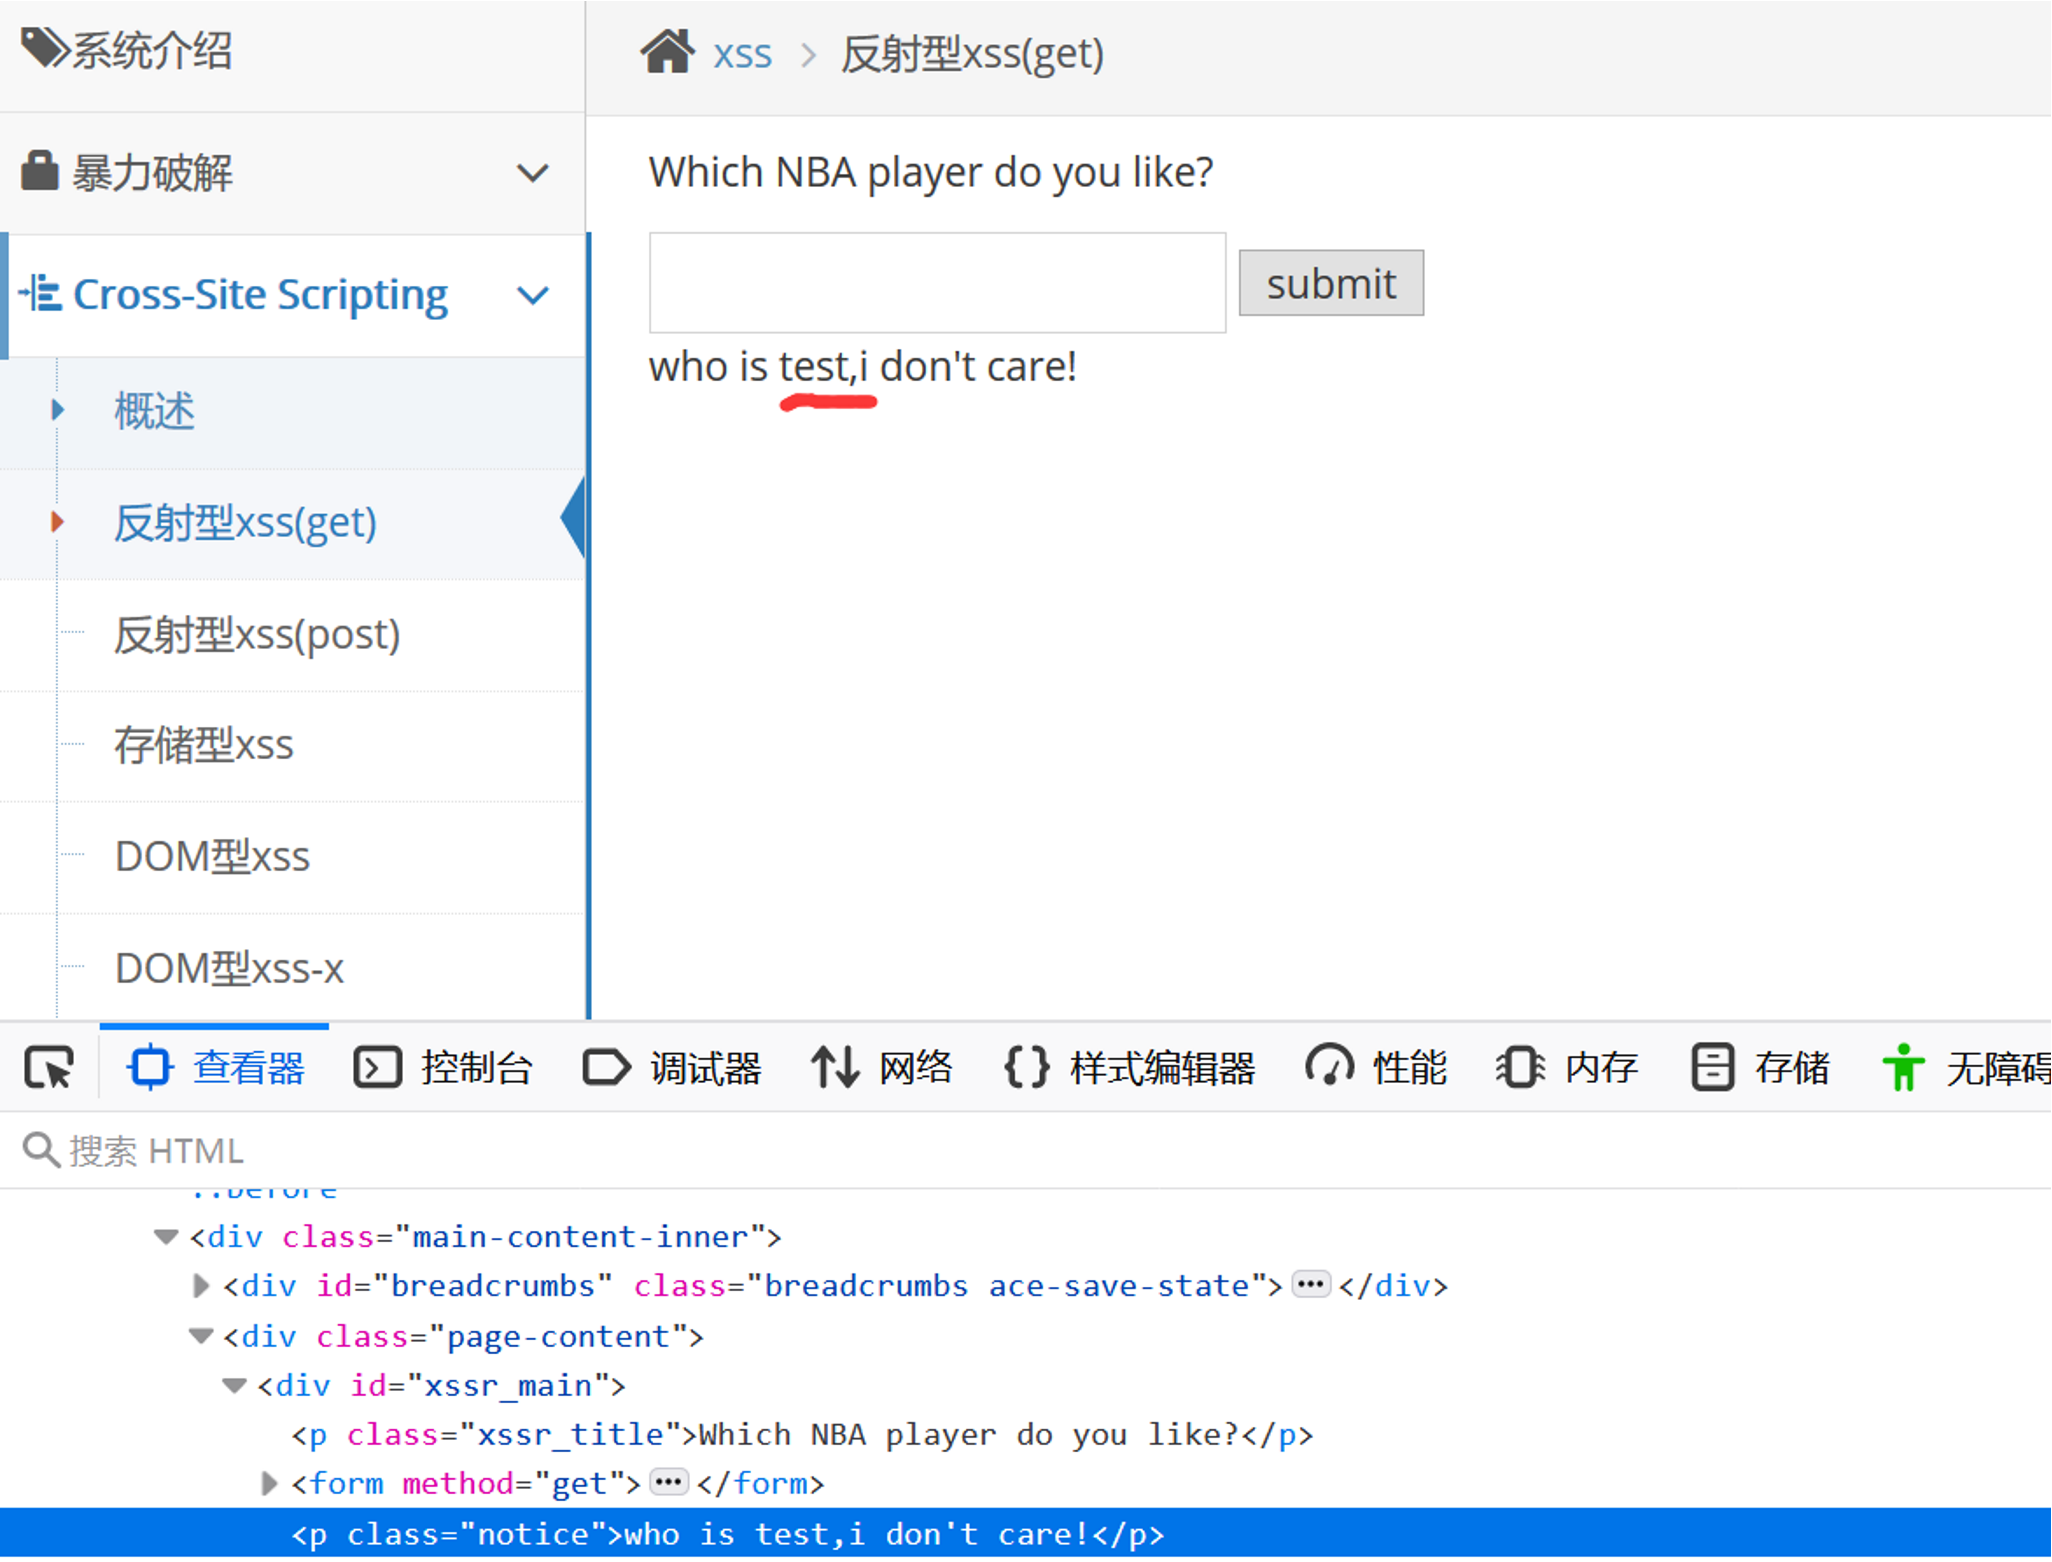 系统介绍
暴力破解
Cross-Site Scripting
概述
反射型xss(get)
反射型xss(post)
存储型xss
DOM型xss
DOM型xss-x
xss > 反射型xss(get)
Which NBA player do you like?
submit
who is test,i don't care!
查看器 控制台 调试器 网络 样式编辑器 性能 内存 存储 无障碍
搜索 HTML
::before
<div class="main-content-inner">
<div id="breadcrumbs" class="breadcrumbs ace-save-state">•••</div>
<div class="page-content">
<div id="xssr_main">
<p class="xssr_title">Which NBA player do you like?</p>
<form method="get">•••</form>
<p class="notice">who is test,i don't care!</p>